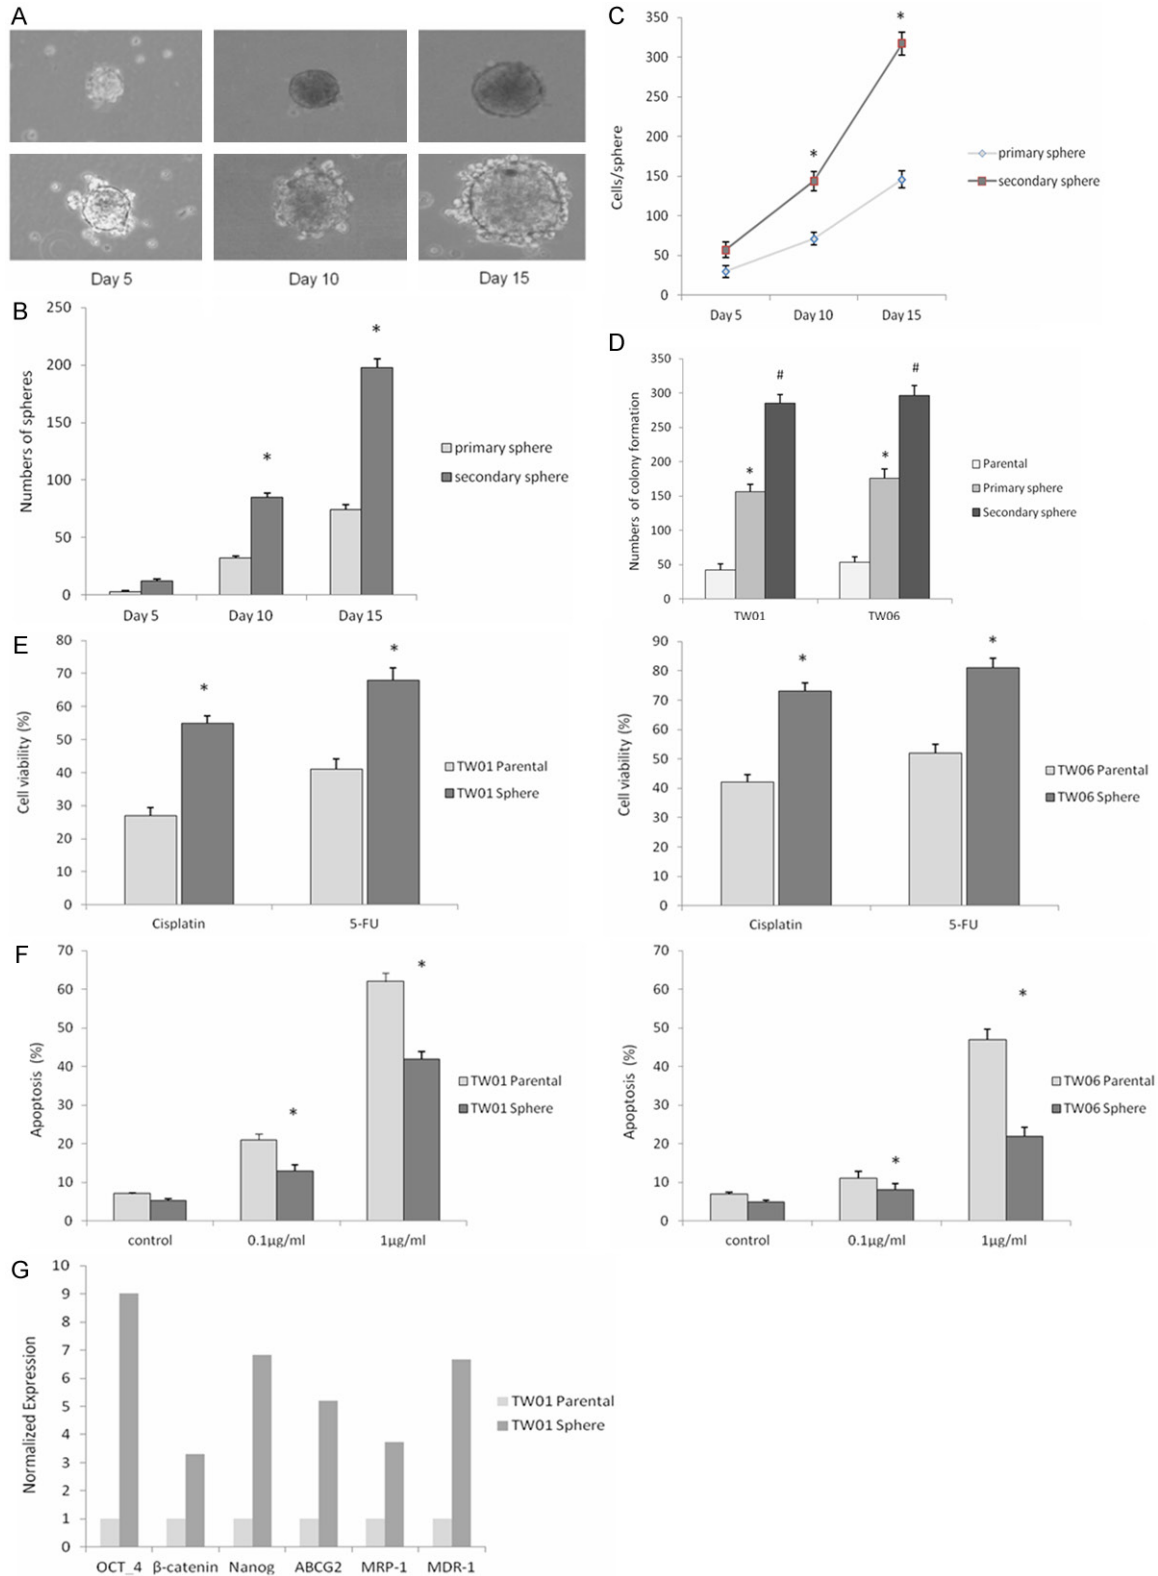 A
Day 5 Day 10 Day 15
B
250
200
150
100
50
0
Numbers of spheres
*
*
primary sphere
secondary sphere
Day 5 Day 10 Day 15
C
350
300
250
200
150
100
50
0
Cells/sphere
*
*
primary sphere
secondary sphere
Day 5 Day 10 Day 15
D
350
300
250
200
150
100
50
0
Numbers of colony formation
* # * #
Parental
Primary sphere
Secondary sphere
TW01 TW06
E
80
70
60
50
40
30
20
10
0
Cell viability (%)
* *
TW01 Parental
TW01 Sphere
Cisplatin 5-FU
90
80
70
60
50
40
30
20
10
0
Cell viability (%)
* *
TW06 Parental
TW06 Sphere
Cisplatin 5-FU
F
70
60
50
40
30
20
10
0
Apoptosis (%)
* *
TW01 Parental
TW01 Sphere
control 0.1μg/ml 1μg/ml
70
60
50
40
30
20
10
0
Apoptosis (%)
* *
TW06 Parental
TW06 Sphere
control 0.1μg/ml 1μg/ml
G
10
9
8
7
6
5
4
3
2
1
0
Normalized Expression
TW01 Parental
TW01 Sphere
OCT_4 β-catenin Nanog ABCG2 MRP-1 MDR-1